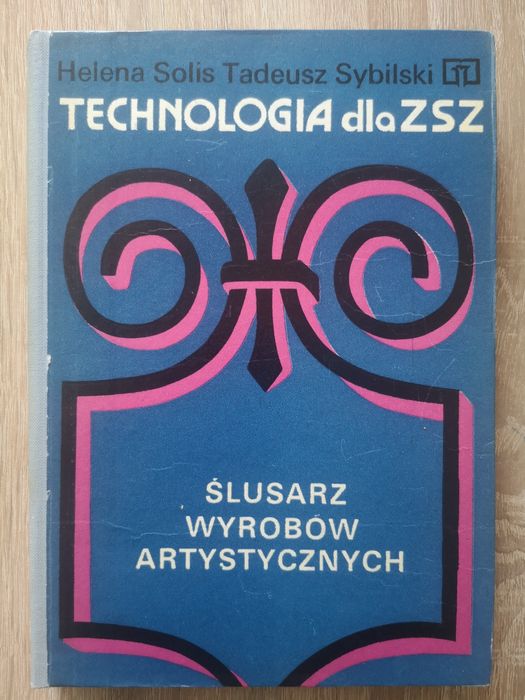 Helena Solis Tadeusz Sybilski
TECHNOLOGIA dla ZSZ
ŚLUSARZ
WYROBÓW
ARTYSTYCZNYCH